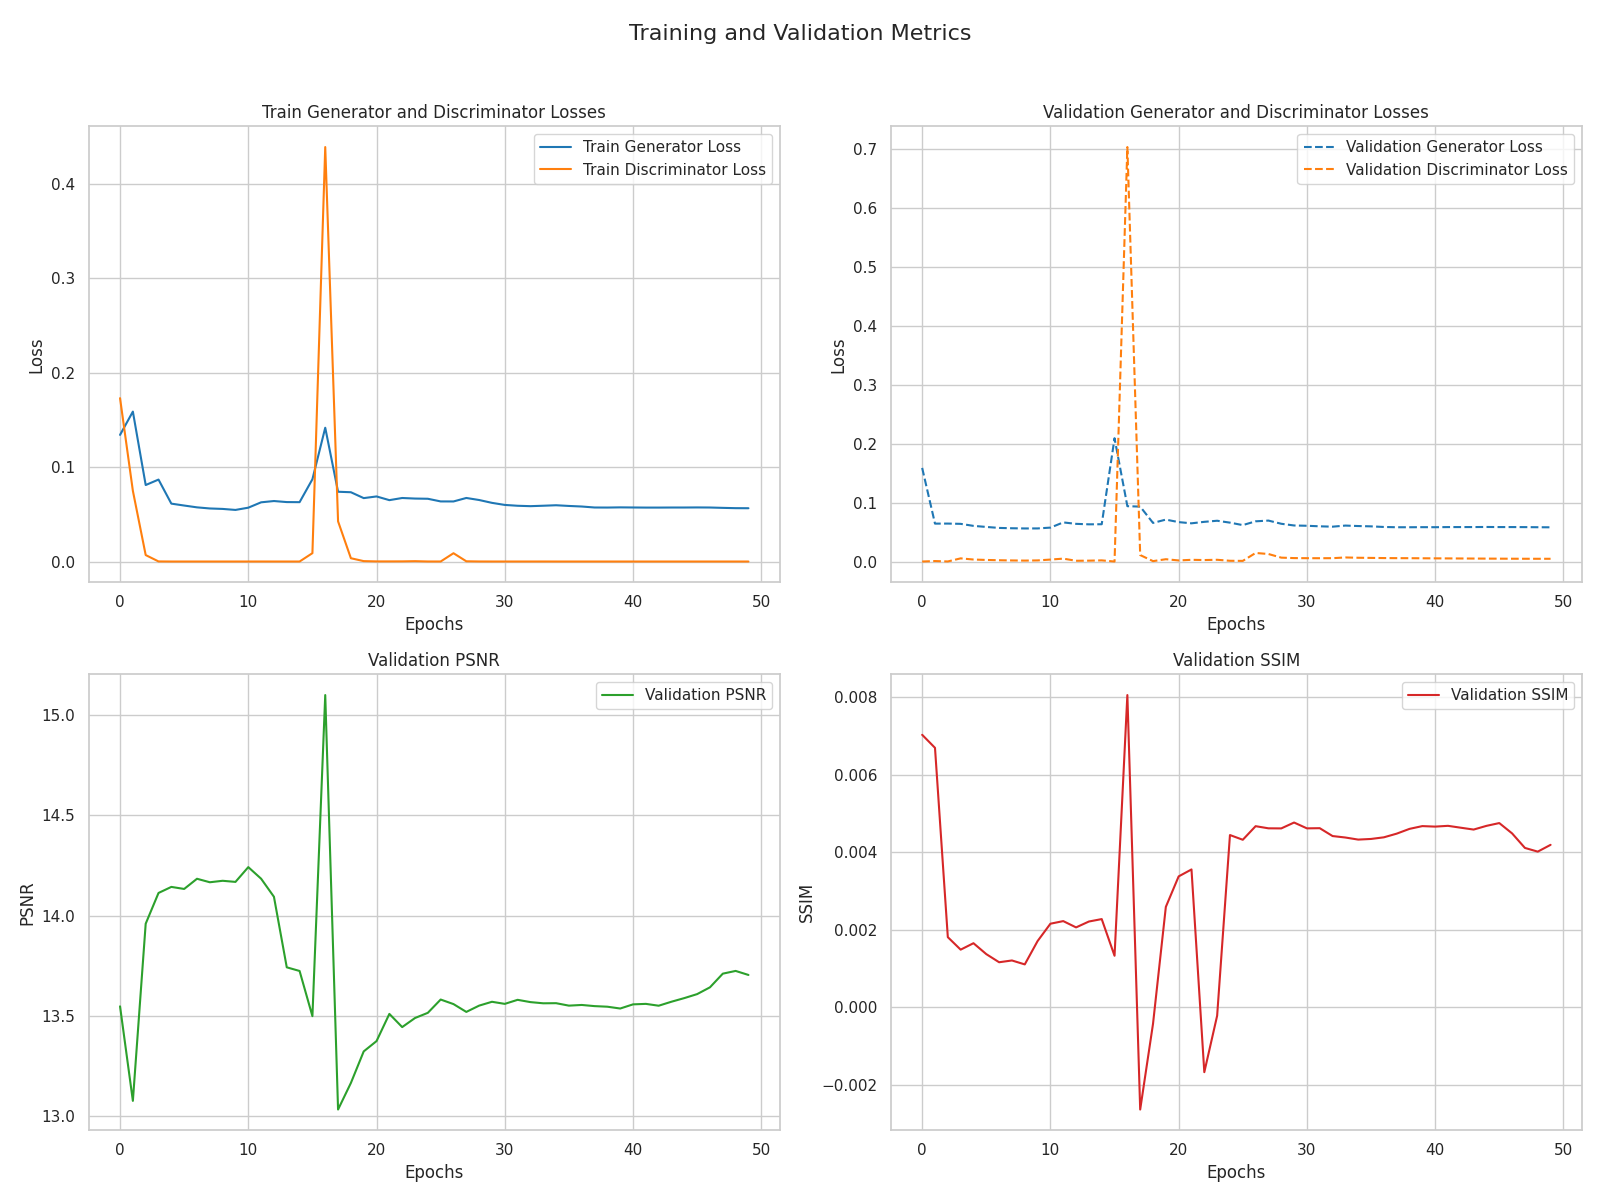 Training and Validation Metrics
Train Generator and Discriminator Losses
Train Generator Loss
Train Discriminator Loss
0.4
0.3
0.2
0.1
0.0
Loss
0 10 20 30 40 50
Epochs
Validation Generator and Discriminator Losses
Validation Generator Loss
Validation Discriminator Loss
0.7
0.6
0.5
0.4
0.3
0.2
0.1
0.0
Loss
0 10 20 30 40 50
Epochs
Validation PSNR
Validation PSNR
15.0
14.5
14.0
13.5
13.0
PSNR
0 10 20 30 40 50
Epochs
Validation SSIM
Validation SSIM
0.008
0.006
0.004
0.002
0.000
−0.002
SSIM
0 10 20 30 40 50
Epochs